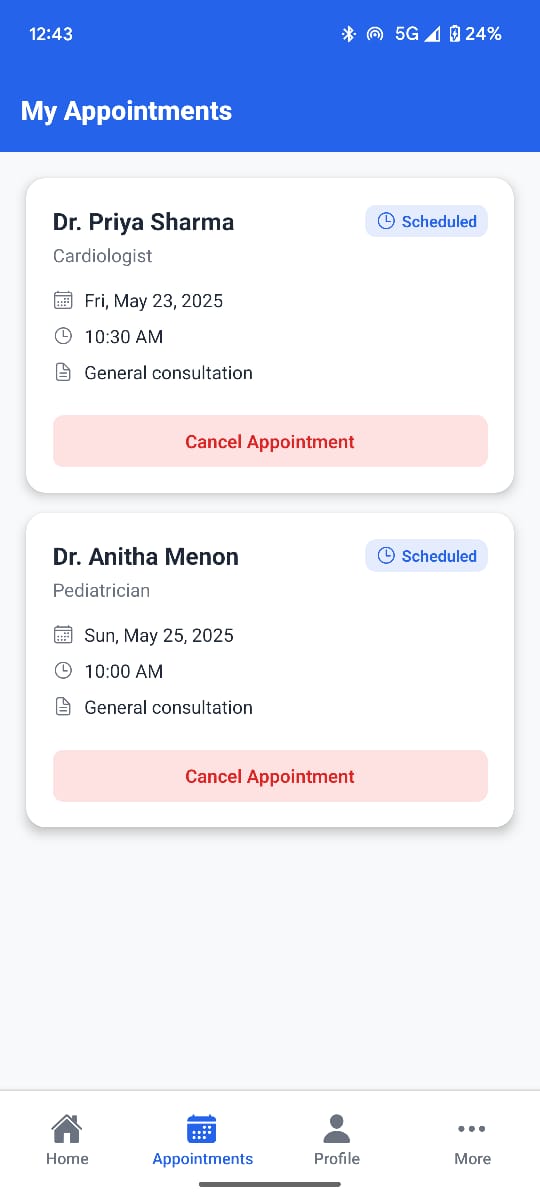 12:43
5G 24%
My Appointments
Dr. Priya Sharma
Scheduled
Cardiologist
Fri, May 23, 2025
10:30 AM
General consultation
Cancel Appointment
Dr. Anitha Menon
Scheduled
Pediatrician
Sun, May 25, 2025
10:00 AM
General consultation
Cancel Appointment
Home
Appointments
Profile
More